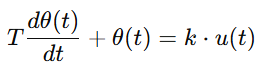 T dθ(t)/dt + θ(t) = k · u(t)